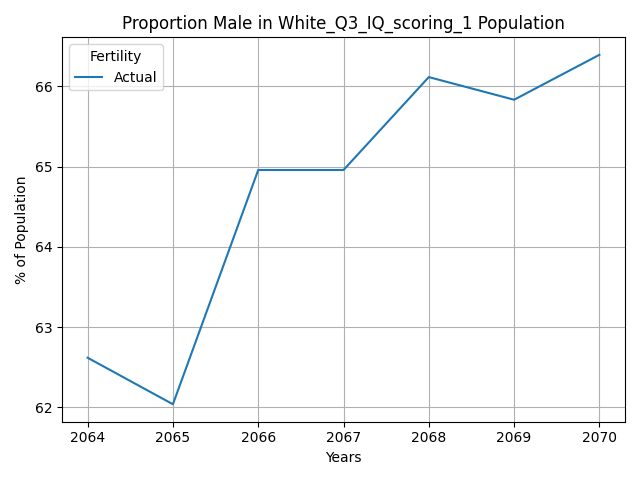 Proportion Male in White_Q3_IQ_scoring_1 Population
Fertility
Actual
% of Population
66
65
64
63
62
2064 2065 2066 2067 2068 2069 2070
Years